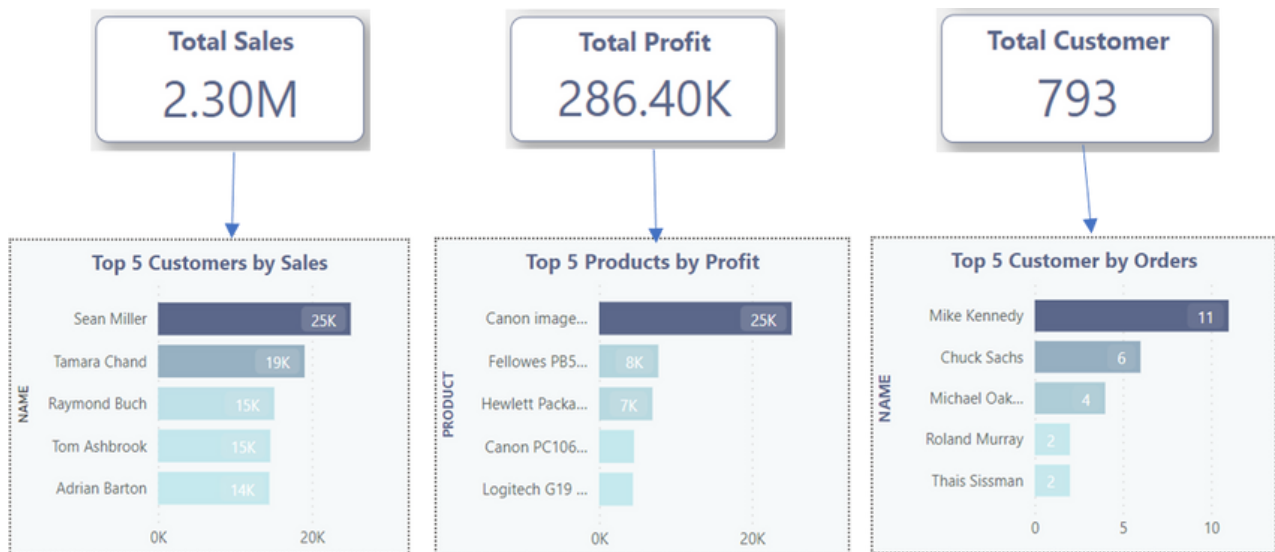 Total Sales
2.30M
Total Profit
286.40K
Total Customer
793
Top 5 Customers by Sales
NAME
Sean Miller 25K
Tamara Chand 19K
Raymond Buch 15K
Tom Ashbrook 15K
Adrian Barton 14K
0K 20K
Top 5 Products by Profit
PRODUCT
Canon image... 25K
Fellowes PB5... 8K
Hewlett Packa... 7K
Canon PC106...
Logitech G19 ...
0K 20K
Top 5 Customer by Orders
NAME
Mike Kennedy 11
Chuck Sachs 6
Michael Oak... 4
Roland Murray 2
Thais Sissman 2
0 5 10